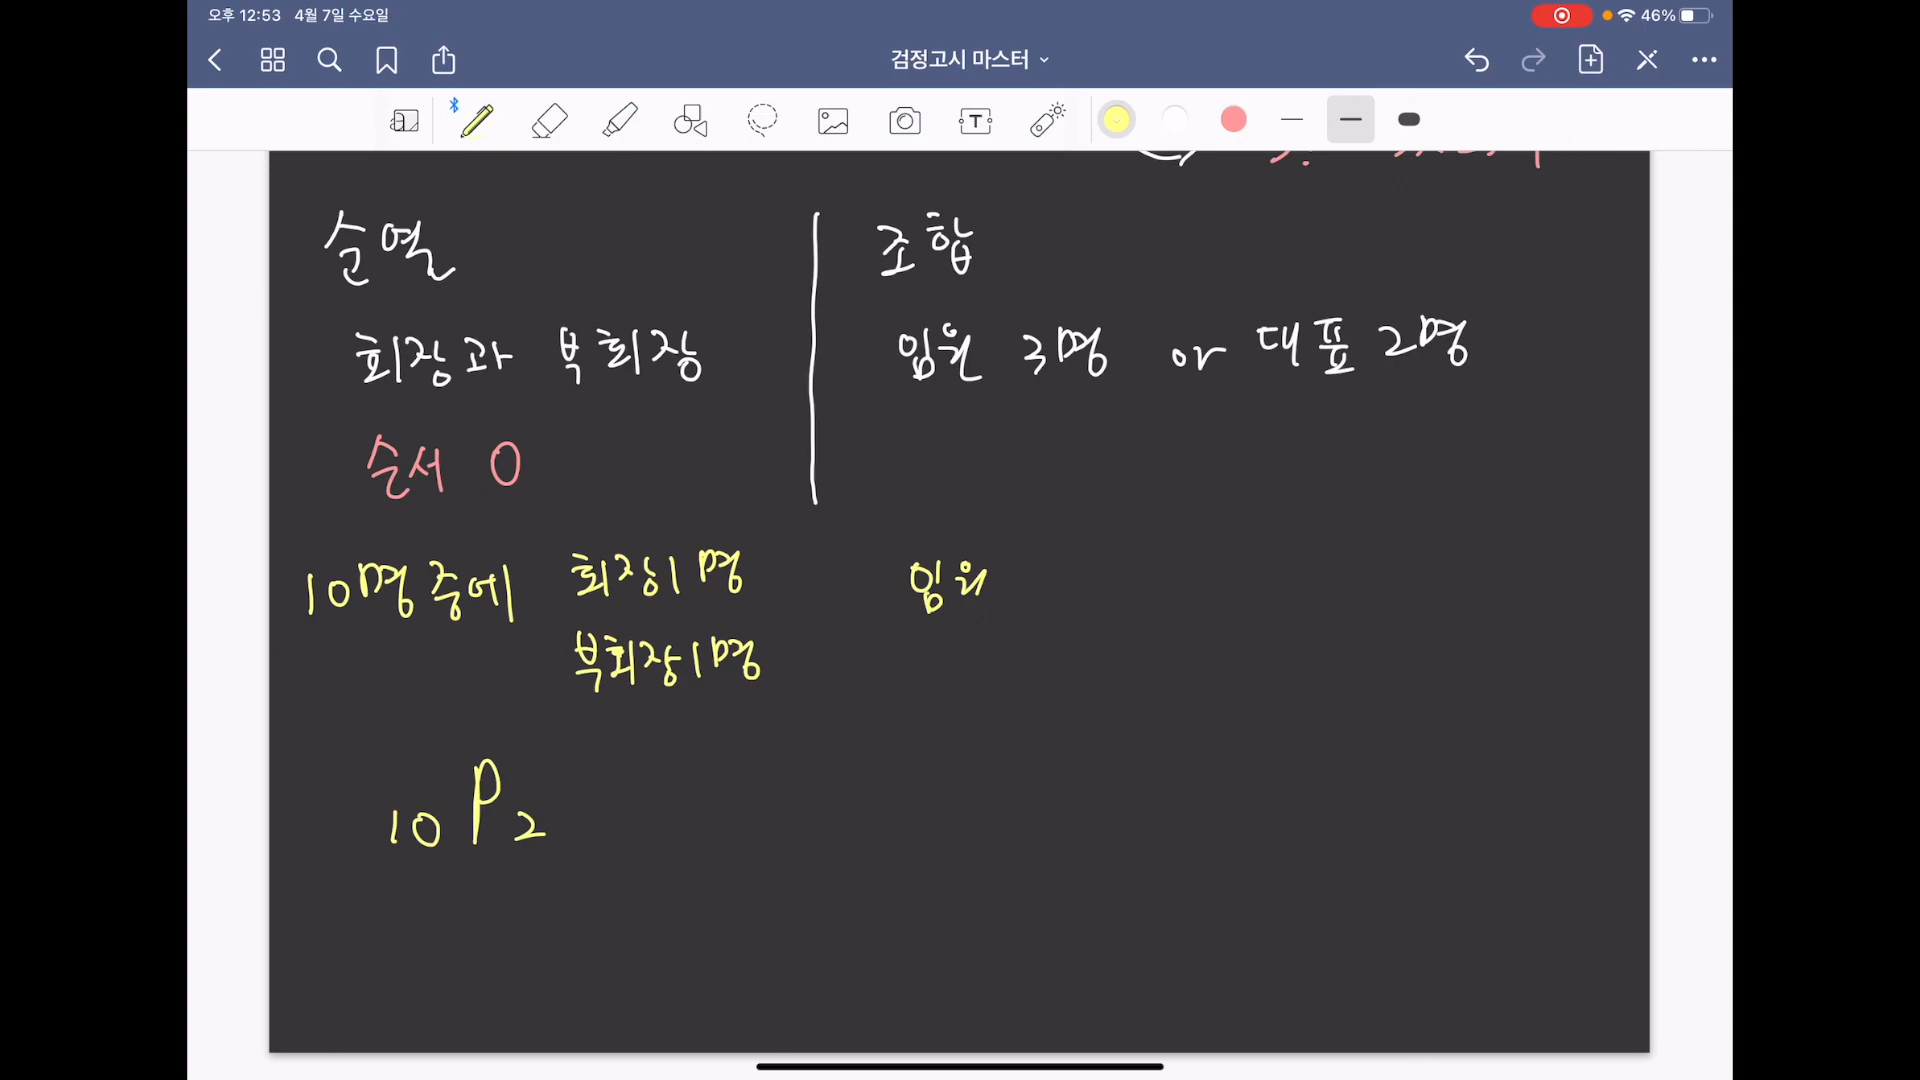 오후 12:53 4월 7일 수요일
46%
검정고시 마스터
순열
조합
회장과 부회장
임원 3명 or 대표 2명
순서 O
10명 중에 회장 1명
부회장 1명
임우
10P2